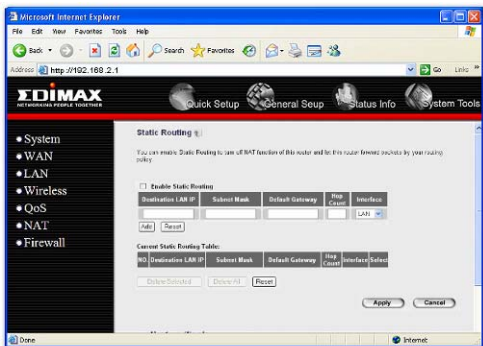 Microsoft Internet Explorer
File Edit View Favorites Tools Help
Back Search Favorites
Address http://192.168.2.1 Go Links
EDIMAX
NETWORKING PEOPLE TOGETHER
Quick Setup General Seup Status Info System Tools
System
WAN
LAN
Wireless
QoS
NAT
Firewall
Static Routing
You can enable Static Routing to turn off NAT function of this router and let this router forward packets by your routing policy.
Enable Static Routing
Destination LAN IP Subnet Mask Default Gateway Hop Count Interface
LAN
Add Reset
Current Static Routing Table:
NO. Destination LAN IP Subnet Mask Default Gateway Hop Count Interface Select
Delete Selected Delete All Reset
Apply Cancel
Done Internet